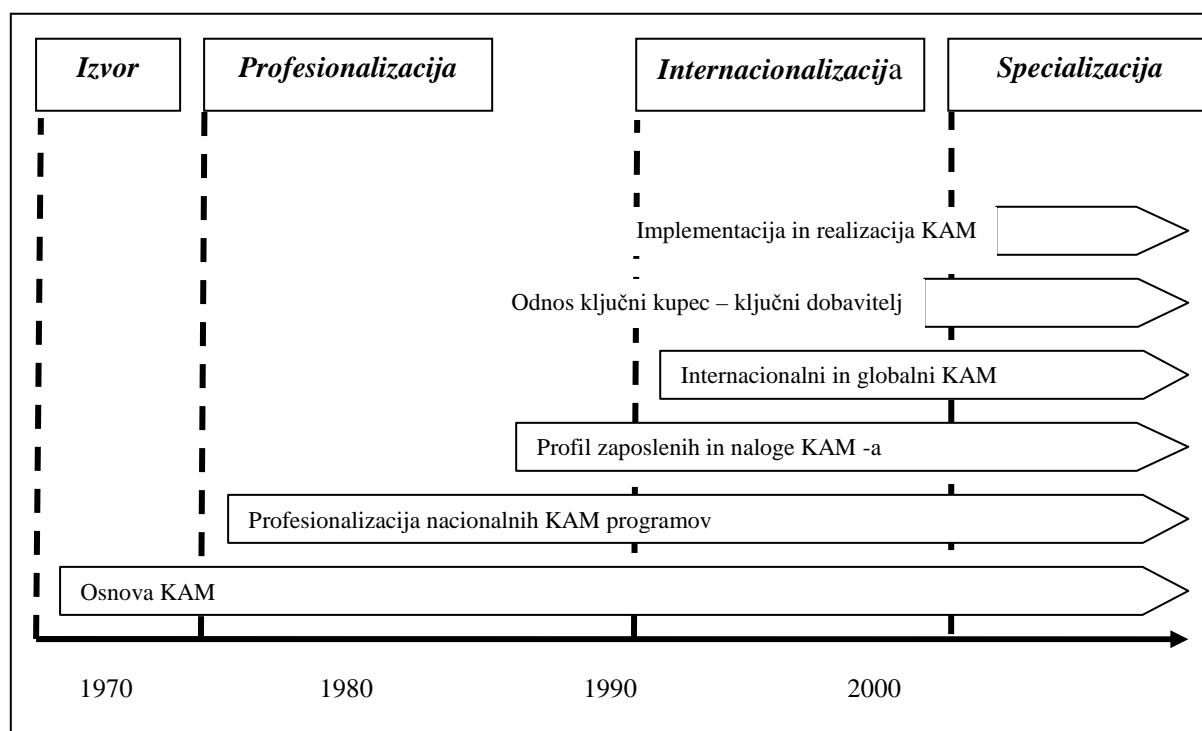 Izvor
Profesionalizacija
Internacionalizacija
Specializacija
Implementacija in realizacija KAM
Odnos ključni kupec – ključni dobavitelj
Internacionalni in globalni KAM
Profil zaposlenih in naloge KAM -a
Profesionalizacija nacionalnih KAM programov
Osnova KAM
1970 1980 1990 2000